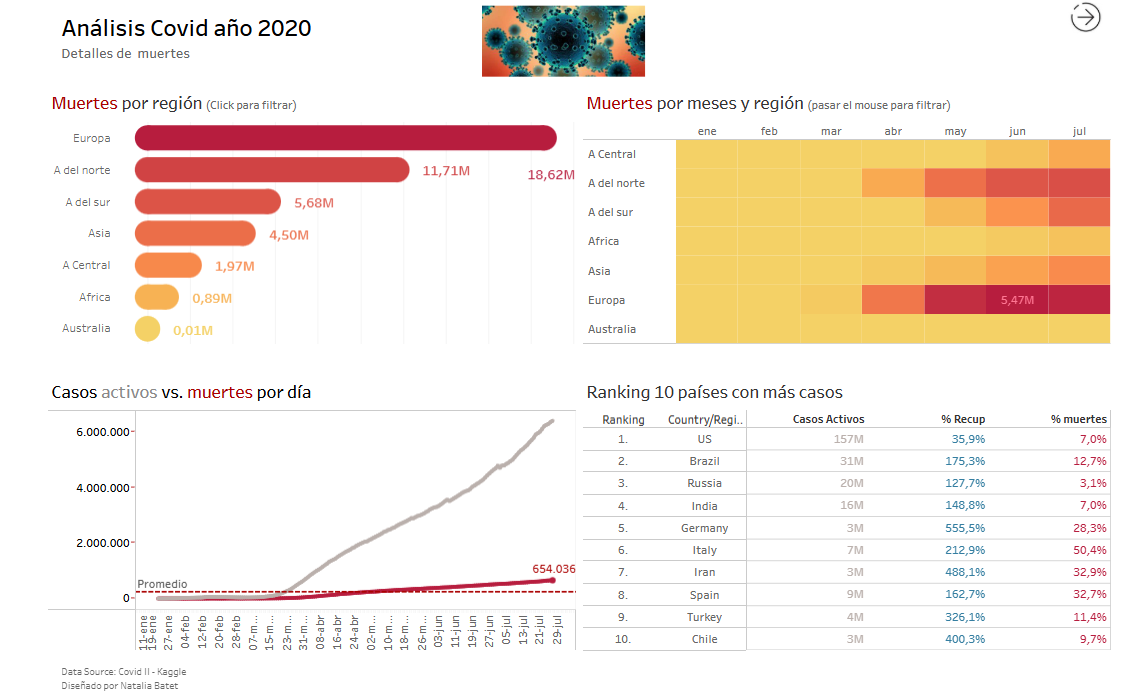 Análisis Covid año 2020
Detalles de muertes
Muertes por región (Click para filtrar)
Europa
18,62M
A del norte
11,71M
A del sur
5,68M
Asia
4,50M
A Central
1,97M
Africa
0,89M
Australia
0,01M
Muertes por meses y región (pasar el mouse para filtrar)
ene feb mar abr may jun jul
A Central
A del norte
A del sur
Africa
Asia
Europa 5,47M
Australia
Casos activos vs. muertes por día
6.000.000
4.000.000
2.000.000
0
Promedio
654.036
11-ene
19-ene
27-ene
04-feb
12-feb
20-feb
28-feb
07-m...
15-m...
23-m...
31-m...
08-abr
16-abr
24-abr
02-m...
10-m...
18-m...
26-m...
03-jun
11-jun
19-jun
27-jun
05-jul
13-jul
21-jul
29-jul
Ranking 10 países con más casos
Ranking Country/Regi.. Casos Activos % Recup % muertes
1. US 157M 35,9% 7,0%
2. Brazil 31M 175,3% 12,7%
3. Russia 20M 127,7% 3,1%
4. India 16M 148,8% 7,0%
5. Germany 3M 555,5% 28,3%
6. Italy 7M 212,9% 50,4%
7. Iran 3M 488,1% 32,9%
8. Spain 9M 162,7% 32,7%
9. Turkey 4M 326,1% 11,4%
10. Chile 3M 400,3% 9,7%
Data Source: Covid II - Kaggle
Diseñado por Natalia Batet